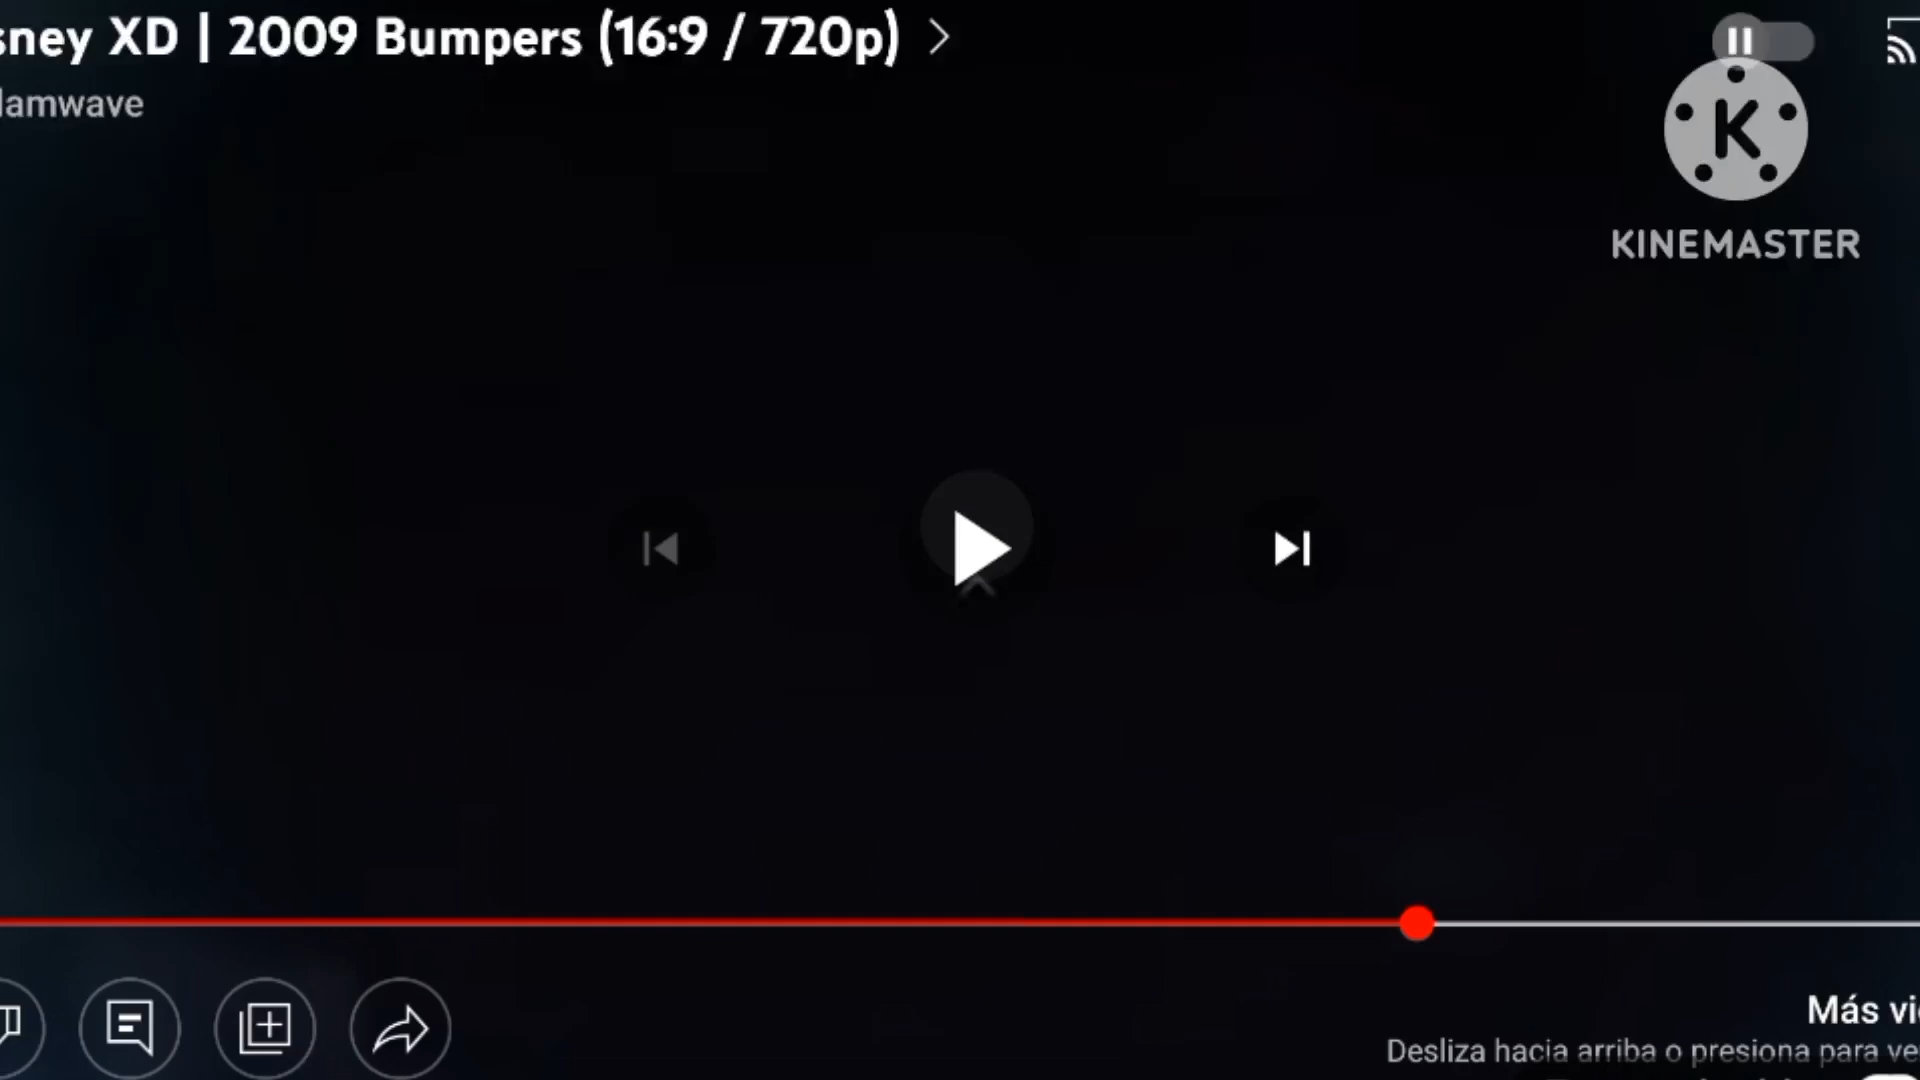 sney XD | 2009 Bumpers (16:9 / 720p)
lamwave
K
KINEMASTER
Más vi
Desliza hacia arriba o presiona para ve